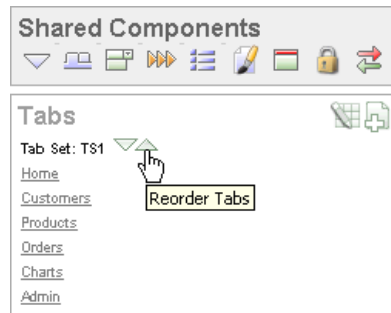 Shared Components
Tabs
Tab Set: TS1
Home
Customers
Reorder Tabs
Products
Orders
Charts
Admin